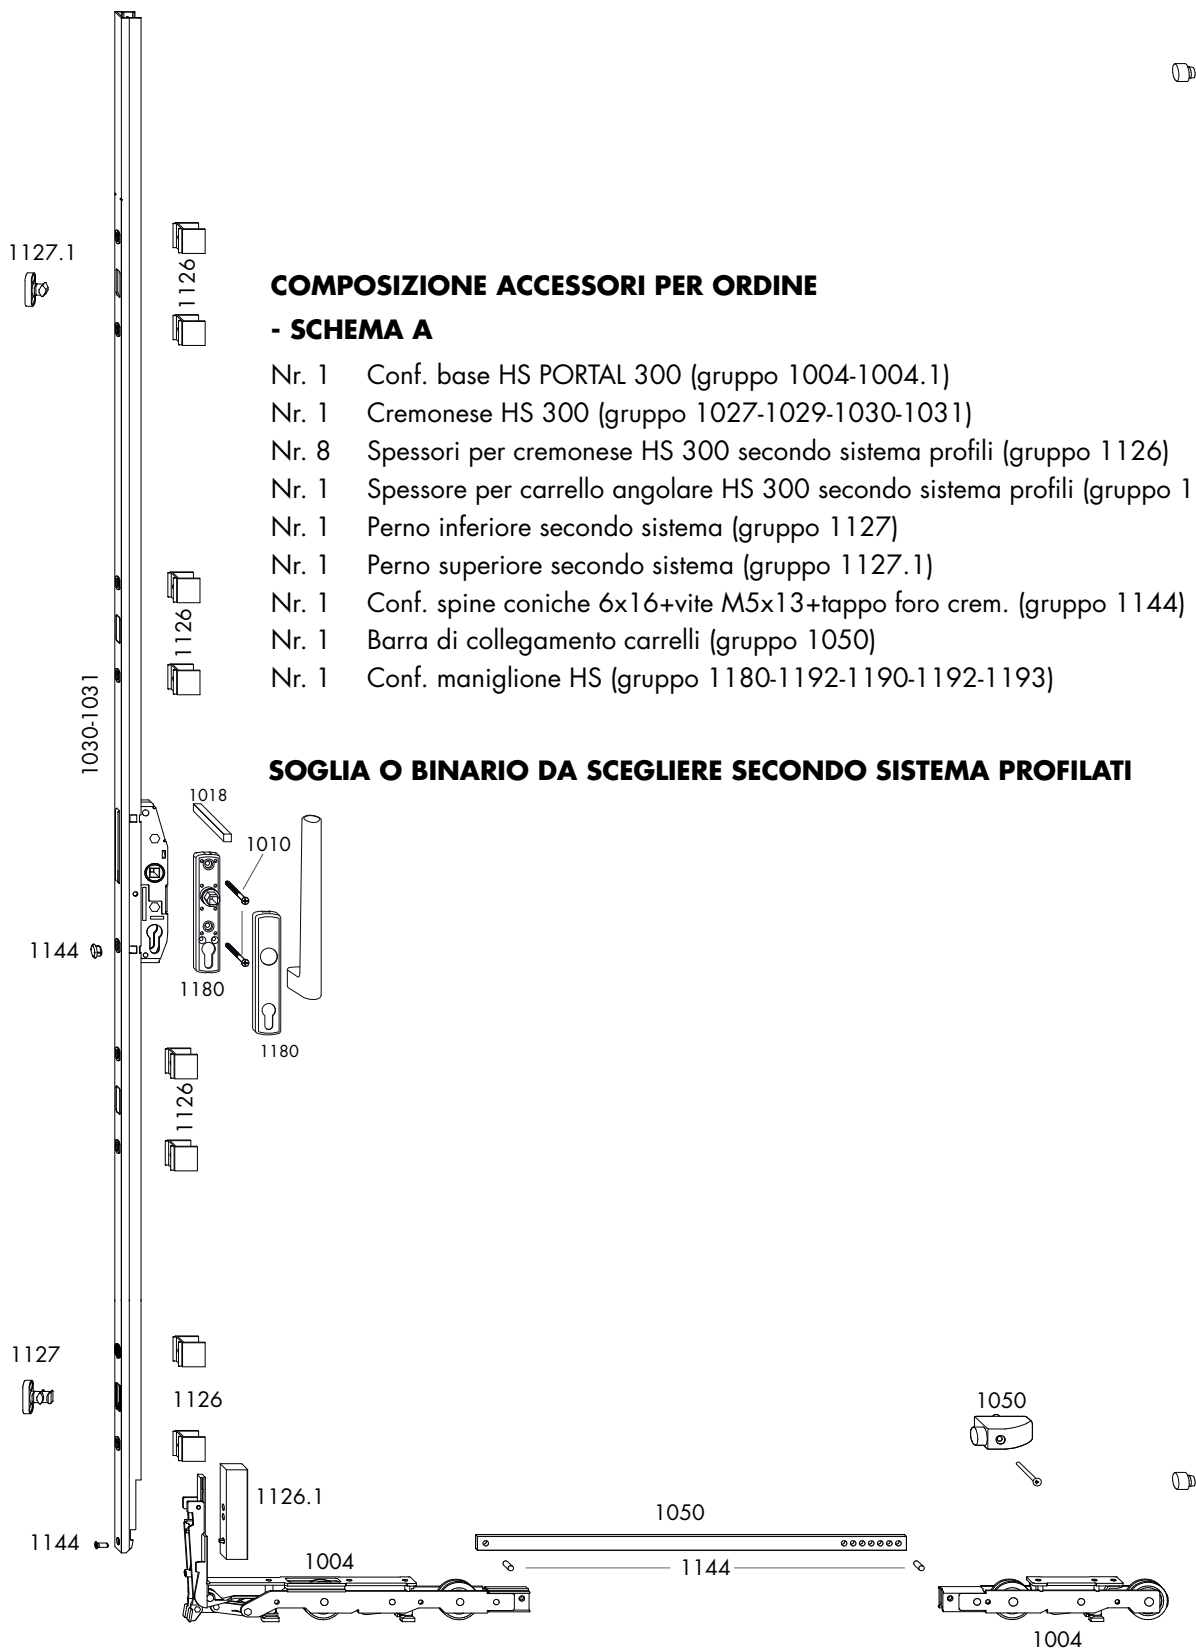 1127.1
1126
COMPOSIZIONE ACCESSORI PER ORDINE
- SCHEMA A
Nr. 1 Conf. base HS PORTAL 300 (gruppo 1004-1004.1)
Nr. 1 Cremonese HS 300 (gruppo 1027-1029-1030-1031)
Nr. 8 Spessori per cremonese HS 300 secondo sistema profili (gruppo 1126)
Nr. 1 Spessore per carrello angolare HS 300 secondo sistema profili (gruppo 1
Nr. 1 Perno inferiore secondo sistema (gruppo 1127)
Nr. 1 Perno superiore secondo sistema (gruppo 1127.1)
Nr. 1 Conf. spine coniche 6x16+vite M5x13+tappo foro crem. (gruppo 1144)
Nr. 1 Barra di collegamento carrelli (gruppo 1050)
Nr. 1 Conf. maniglione HS (gruppo 1180-1192-1190-1192-1193)
1126
1030-1031
SOGLIA O BINARIO DA SCEGLIERE SECONDO SISTEMA PROFILATI
1018
1010
1144
1180
1180
1126
1127
1126
1050
1126.1
1050
1144
1004
1144
1004